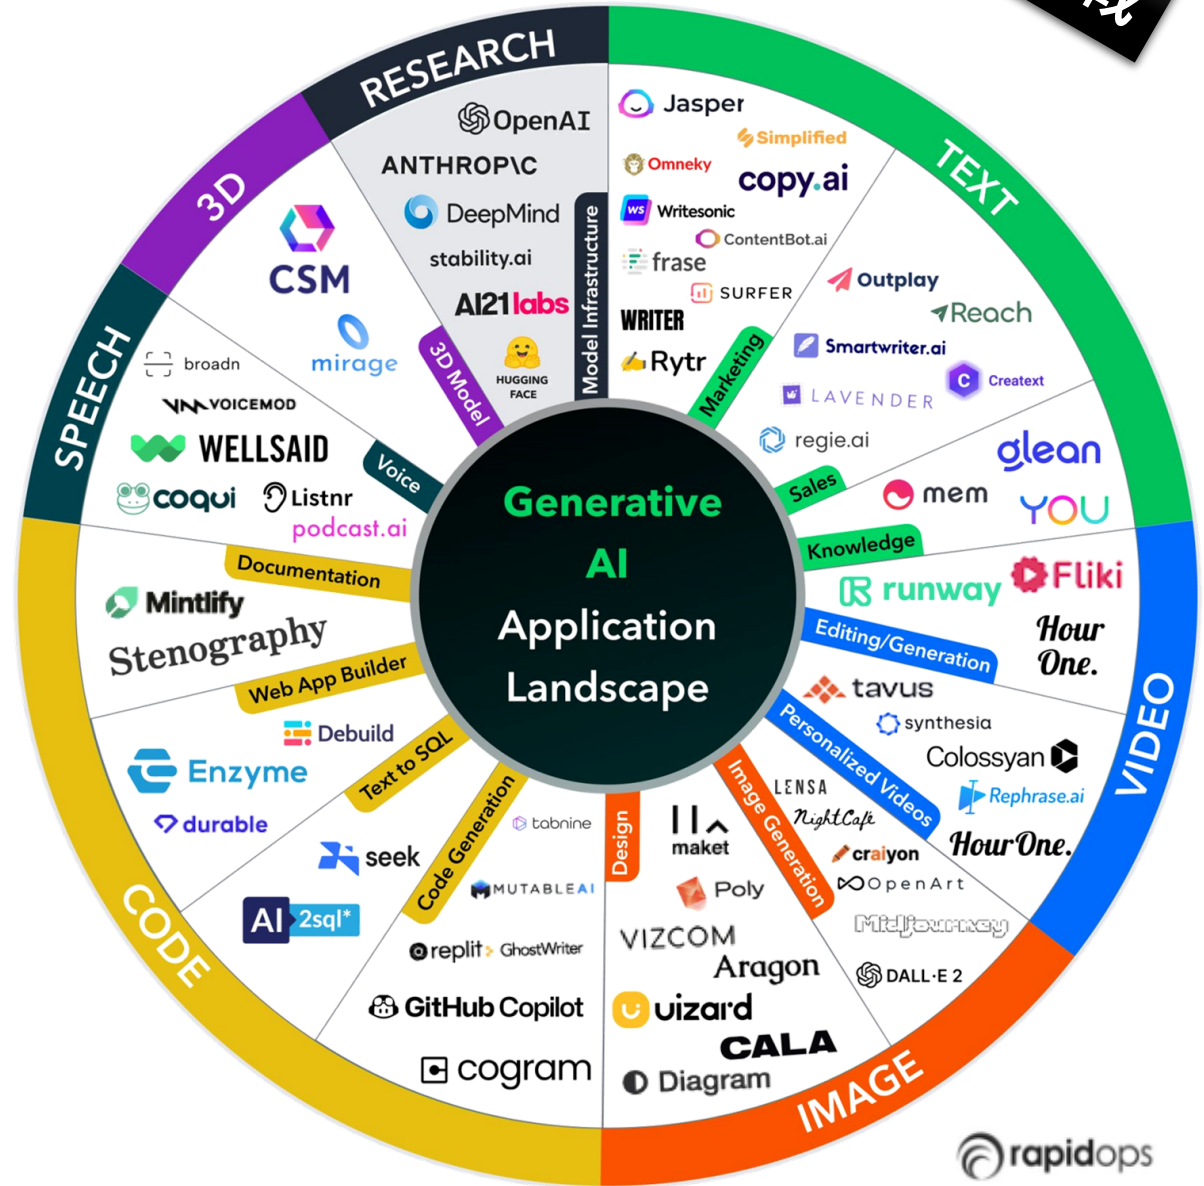 RESEARCH
OpenAI
ANTHROP\C
DeepMind
stability.ai
AI21labs
HUGGING
FACE
Model Infrastructure
TEXT
Jasper
Simplified
Omneky
copy.ai
WS Writesonic
ContentBot.ai
frase
SURFER
WRITER
Rytr
Marketing
Outplay
Reach
Smartwriter.ai
C Creatext
LAVENDER
regie.ai
Sales
glean
mem
YOU
Knowledge
VIDEO
runway
Fliki
Hour
One.
Editing/Generation
tavus
synthesia
Colossyan
Rephrase.ai
HourOne.
Personalized Videos
IMAGE
LENSA
NightCafé
craiyon
OpenArt
Midjourney
DALL·E 2
Image Generation
maket
Poly
VIZCOM
Aragon
uizard
CALA
Diagram
Design
CODE
tabnine
MUTABLEAI
replit GhostWriter
GitHub Copilot
cogram
Code Generation
seek
AI 2sql*
Text to SQL
Debuild
Enzyme
durable
Web App Builder
Mintlify
Stenography
Documentation
SPEECH
broadn
VOICEMOD
WELLSAID
coqui
Listnr
podcast.ai
Voice
3D
CSM
mirage
3D Model
Generative
AI
Application
Landscape
rapidops